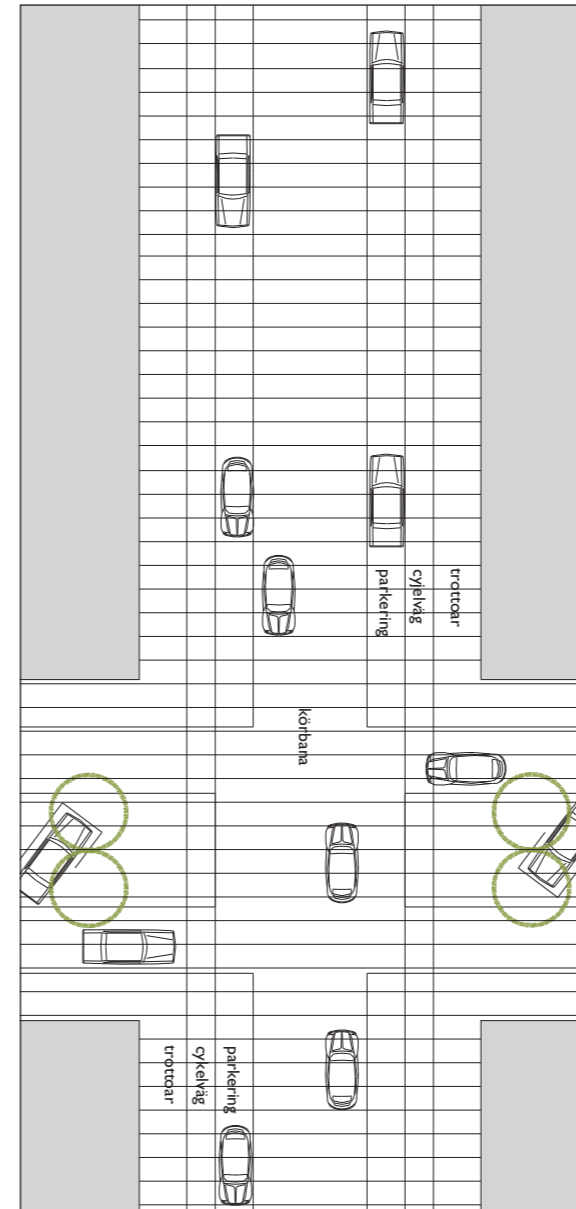 trottoar
cyjelväg
parkering
körbana
parkering
cykelväg
trottoar